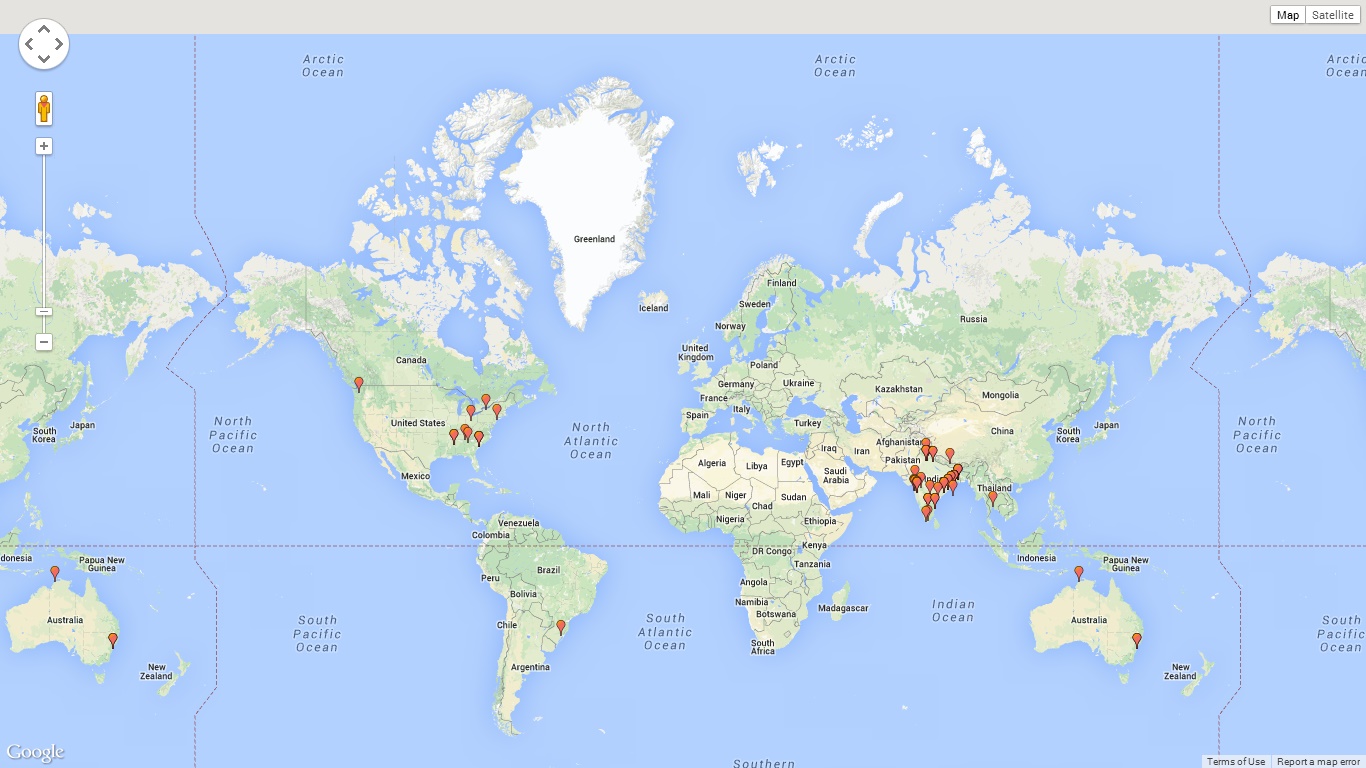 Map Satellite
Arctic
Ocean
Arctic
Ocean
Arctic
Ocean
Greenland
Finland
Iceland
Sweden
Norway
Russia
United
Kingdom
Canada
Poland
Germany
Ukraine
Kazakhstan
Mongolia
France
Italy
Spain
Turkey
United States
North
Pacific
Ocean
North
Atlantic
Ocean
North
Pacific
Ocean
South
Korea
Japan
China
South
Korea
Japan
Afghanistan
Iraq
Iran
Pakistan
Algeria
Libya
Egypt
Saudi
Arabia
Mexico
India
Thailand
Mali
Niger
Sudan
Chad
Nigeria
Ethiopia
Venezuela
Colombia
Kenya
DR Congo
Tanzania
donesia
Papua New
Guinea
Indonesia
Papua New
Guinea
Brazil
Peru
Angola
Bolivia
Namibia
Botswana
Madagascar
Indian
Ocean
Australia
South
Pacific
Ocean
Chile
South
Atlantic
Ocean
Australia
South
Pacific
Ocean
South
Africa
Argentina
New
Zealand
New
Zealand
Southern
Google
Terms of Use Report a map error